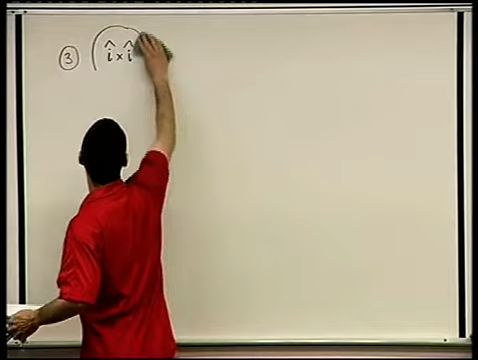 ③ ( î × î